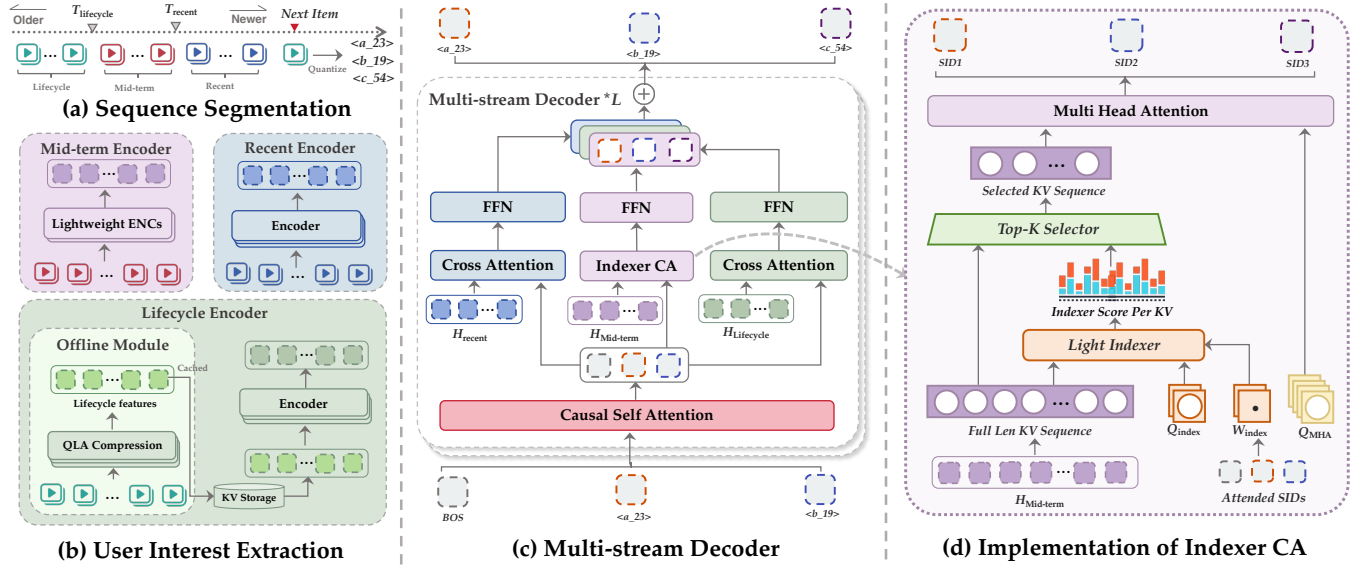 Older
T_lifecycle
T_recent
Newer
Next Item
... ... ...
Quantize
<a_23>
<b_19>
<c_54>
Lifecycle
Mid-term
Recent
(a) Sequence Segmentation
Mid-term Encoder
Lightweight ENCs
Recent Encoder
Encoder
Lifecycle Encoder
Offline Module
Cached
Lifecycle features
QLA Compression
KV Storage
Encoder
(b) User Interest Extraction
<a_23>
<b_19>
<c_54>
Multi-stream Decoder *L
+
FFN
FFN
FFN
Cross Attention
Indexer CA
Cross Attention
H_recent
H_Mid-term
H_Lifecycle
Causal Self Attention
BOS
<a_23>
<b_19>
(c) Multi-stream Decoder
SID1
SID2
SID3
Multi Head Attention
Selected KV Sequence
Top-K Selector
Indexer Score Per KV
Light Indexer
Full Len KV Sequence
Q_index
W_index
Q_MHA
H_Mid-term
Attended SIDs
(d) Implementation of Indexer CA